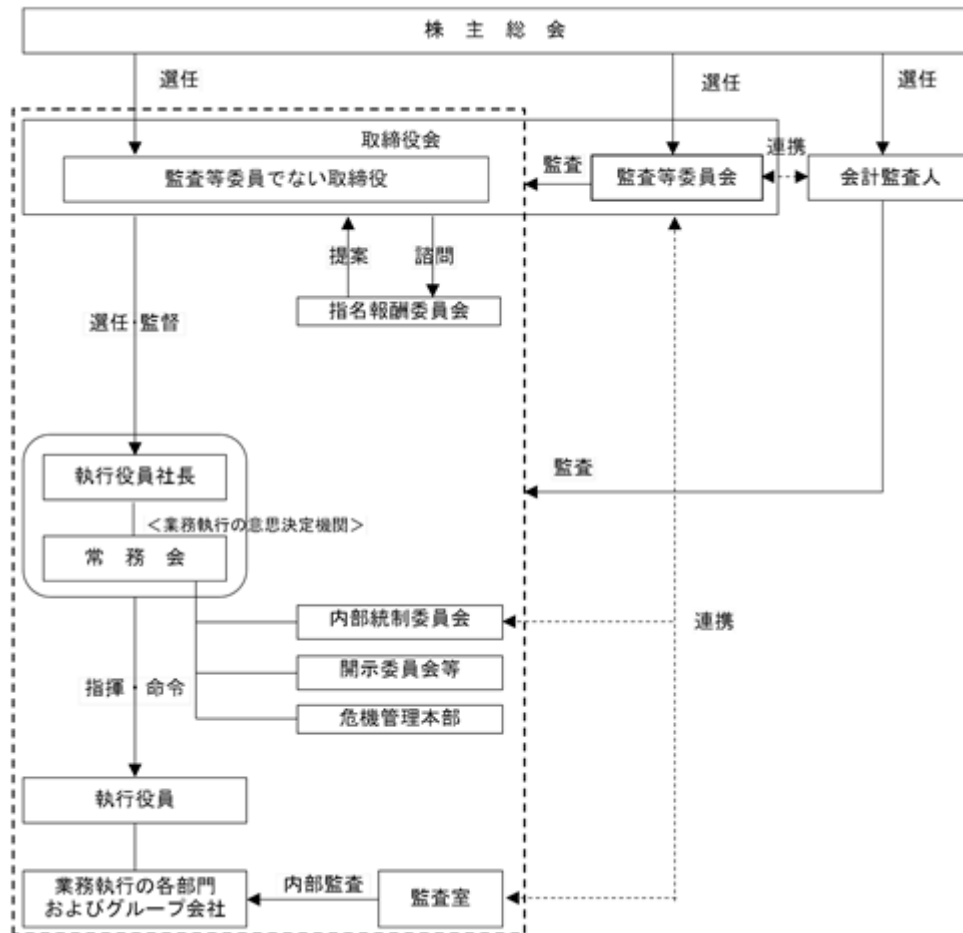 株　主　総　会
選任
選任
選任
取締役会
監査等委員でない取締役
監査
監査等委員会
連携
会計監査人
提案
諮問
指名報酬委員会
選任・監督
執行役員社長
＜業務執行の意思決定機関＞
常　務　会
監査
内部統制委員会
連携
開示委員会等
指揮・命令
危機管理本部
執行役員
業務執行の各部門
およびグループ会社
内部監査
監査室